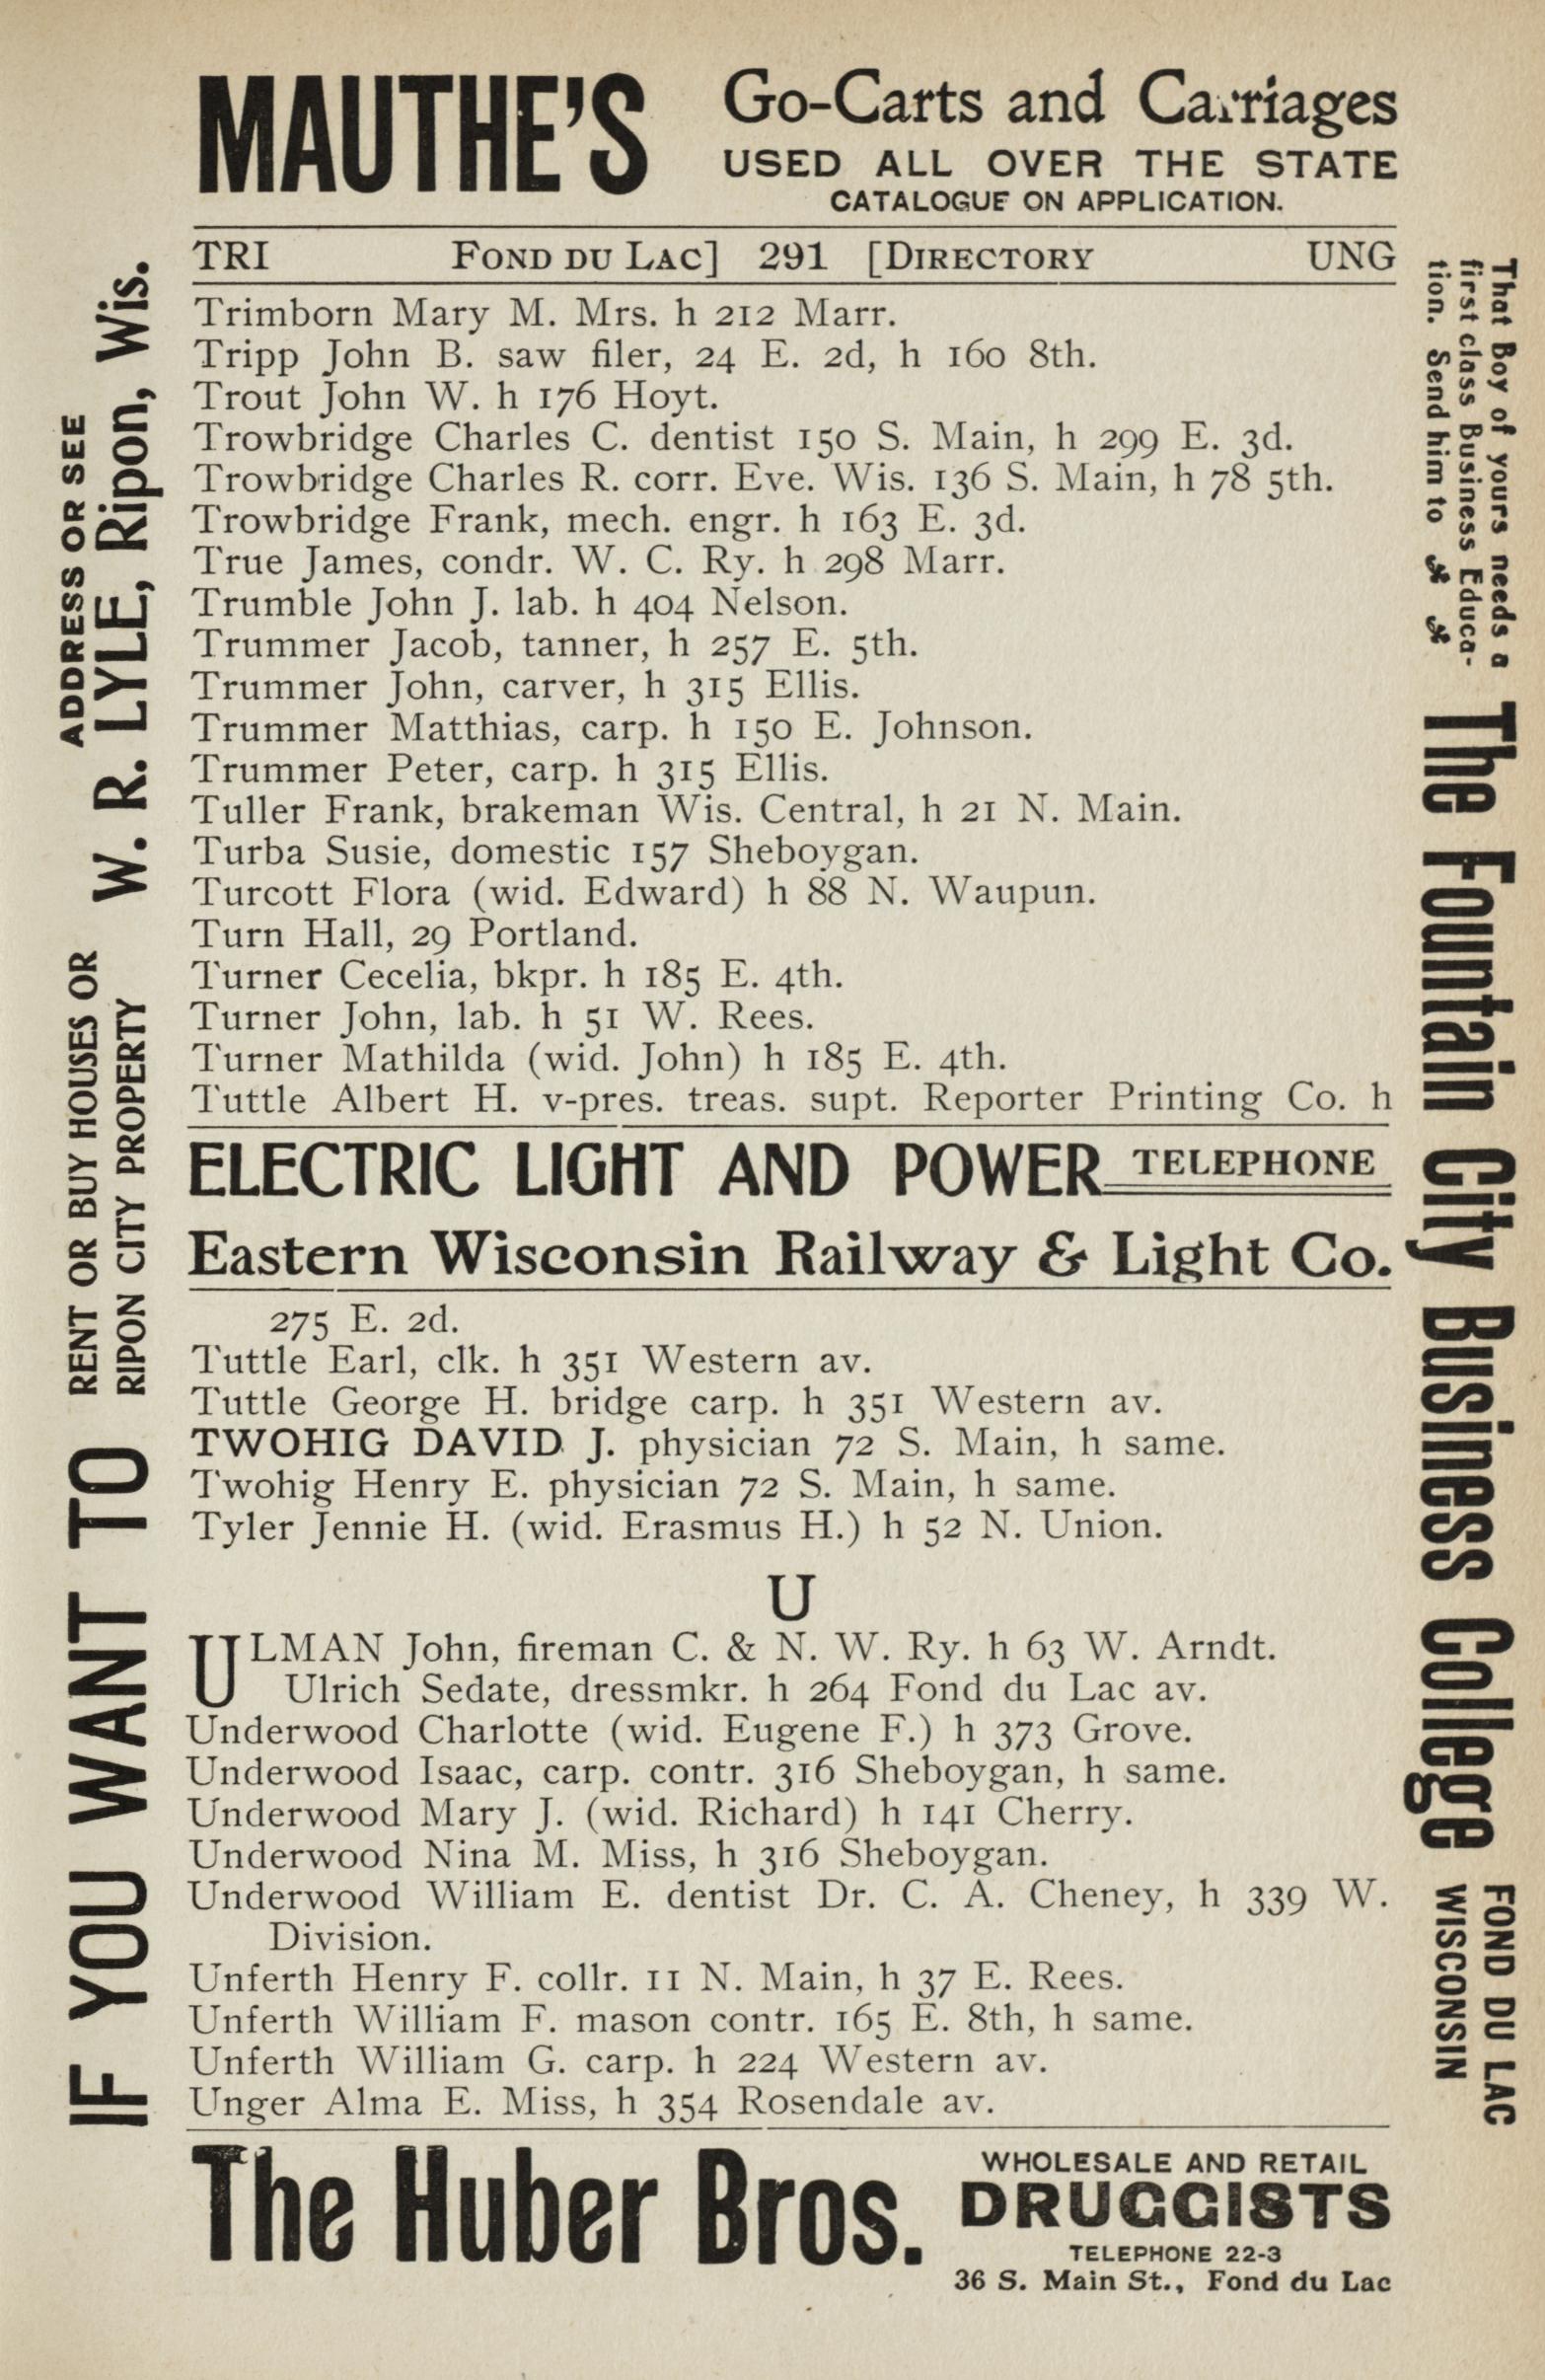 MAUTHE'S
Go-Carts and Carriages
USED ALL OVER THE STATE
CATALOGUE ON APPLICATION.
TRI FOND DU LAC] 291 [DIRECTORY UNG
Trimborn Mary M. Mrs. h 212 Marr.
Tripp John B. saw filer, 24 E. 2d, h 160 8th.
Trout John W. h 176 Hoyt.
Trowbridge Charles C. dentist 150 S. Main, h 299 E. 3d.
Trowbridge Charles R. corr. Eve. Wis. 136 S. Main, h 78 5th.
Trowbridge Frank, mech. engr. h 163 E. 3d.
True James, condr. W. C. Ry. h 298 Marr.
Trumble John J. lab. h 404 Nelson.
Trummer Jacob, tanner, h 257 E. 5th.
Trummer John, carver, h 315 Ellis.
Trummer Matthias, carp. h 150 E. Johnson.
Trummer Peter, carp. h 315 Ellis.
Tuller Frank, brakeman Wis. Central, h 21 N. Main.
Turba Susie, domestic 157 Sheboygan.
Turcott Flora (wid. Edward) h 88 N. Waupun.
Turn Hall, 29 Portland.
Turner Cecelia, bkpr. h 185 E. 4th.
Turner John, lab. h 51 W. Rees.
Turner Mathilda (wid. John) h 185 E. 4th.
Tuttle Albert H. v-pres. treas. supt. Reporter Printing Co. h
ELECTRIC LIGHT AND POWER TELEPHONE
Eastern Wisconsin Railway & Light Co.
275 E. 2d.
Tuttle Earl, clk. h 351 Western av.
Tuttle George H. bridge carp. h 351 Western av.
TWOHIG DAVID J. physician 72 S. Main, h same.
Twohig Henry E. physician 72 S. Main, h same.
Tyler Jennie H. (wid. Erasmus H.) h 52 N. Union.
U
ULMAN John, fireman C. & N. W. Ry. h 63 W. Arndt.
Ulrich Sedate, dressmkr. h 264 Fond du Lac av.
Underwood Charlotte (wid. Eugene F.) h 373 Grove.
Underwood Isaac, carp. contr. 316 Sheboygan, h same.
Underwood Mary J. (wid. Richard) h 141 Cherry.
Underwood Nina M. Miss, h 316 Sheboygan.
Underwood William E. dentist Dr. C. A. Cheney, h 339 W.
Division.
Unferth Henry F. collr. 11 N. Main, h 37 E. Rees.
Unferth William F. mason contr. 165 E. 8th, h same.
Unferth William G. carp. h 224 Western av.
Unger Alma E. Miss, h 354 Rosendale av.
The Huber Bros.
WHOLESALE AND RETAIL
DRUGGISTS
TELEPHONE 22-3
36 S. Main St., Fond du Lac
IF YOU WANT TO
RENT OR BUY HOUSES OR
RIPON CITY PROPERTY
ADDRESS OR SEE
W. R. LYLE, Ripon, Wis.
That Boy of yours needs a
first class Business Educa-
tion. Send him to
The Fountain City Business College
FOND DU LAC
WISCONSIN